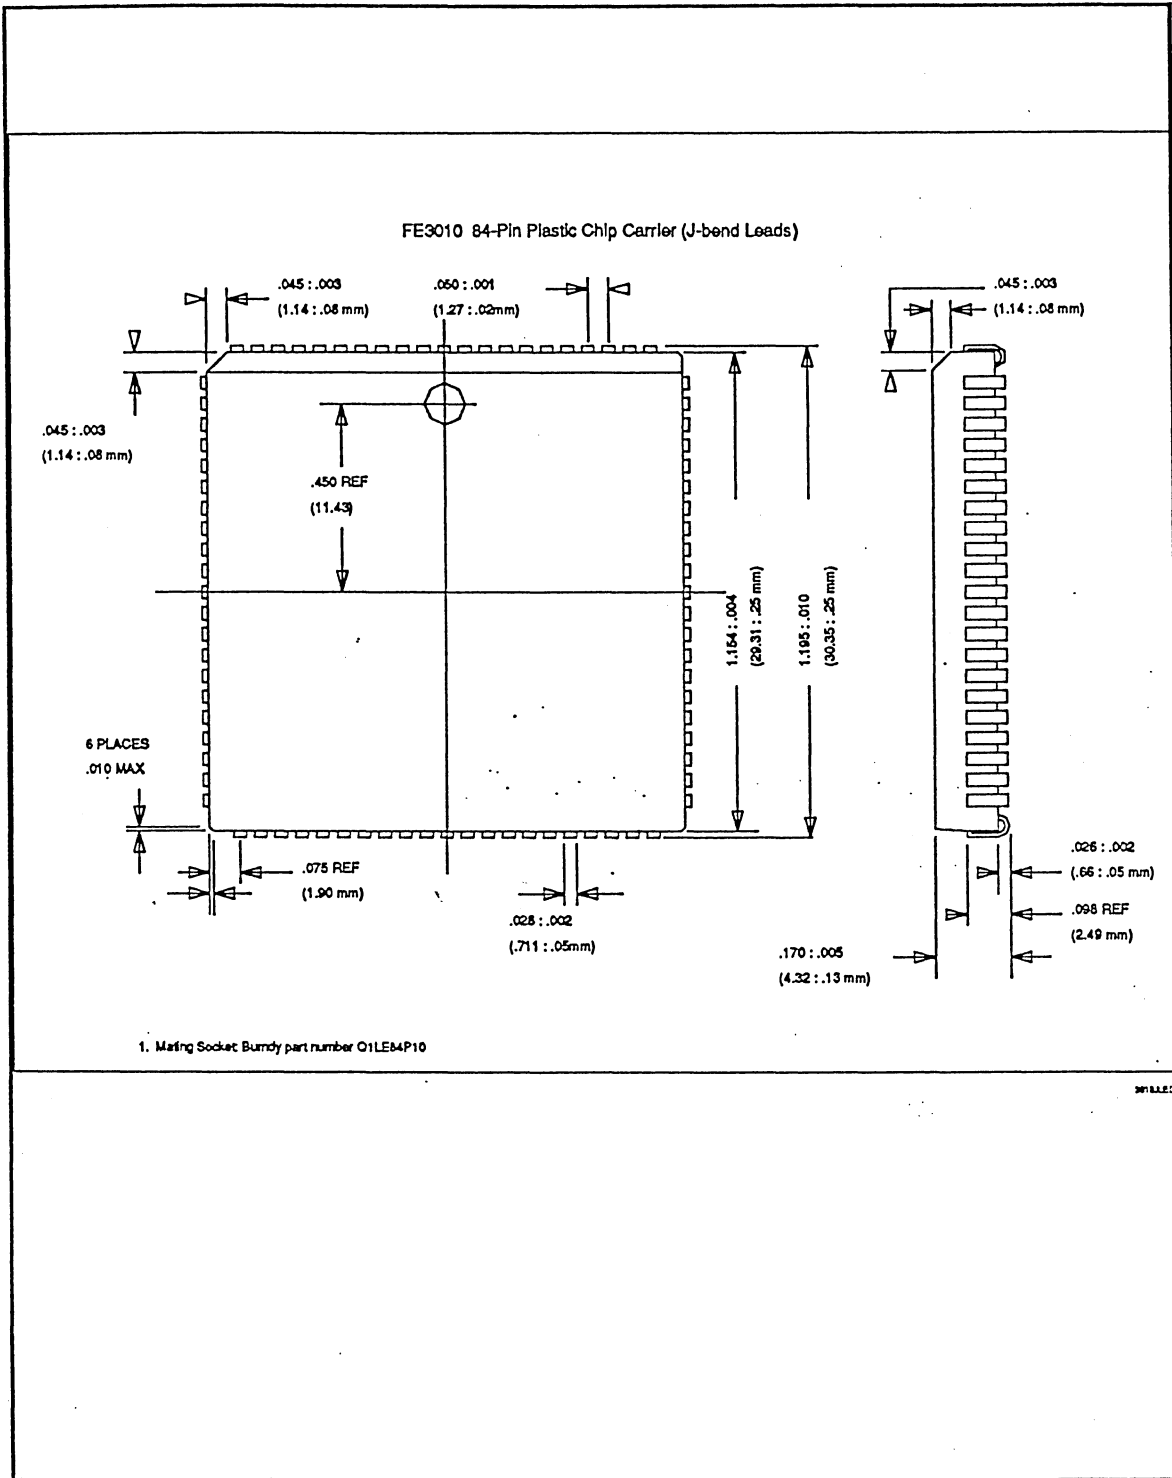 FE3010 84-Pin Plastic Chip Carrier (J-bend Leads)
.045 : .003
(1.14 : .08 mm)
.050 : .001
(1.27 : .02mm)
.045 : .003
(1.14 : .08 mm)
.045 : .003
(1.14 : .08 mm)
.450 REF
(11.43)
1.154 : .004
(29.31 : .25 mm)
1.195 : .010
(30.35 : .25 mm)
6 PLACES
.010 MAX
.075 REF
(1.90 mm)
.028 : .002
(.711 : .05mm)
.026 : .002
(.66 : .05 mm)
.098 REF
(2.49 mm)
.170 : .005
(4.32 : .13 mm)
1. Mating Socket: Burndy part number Q1LE84P10